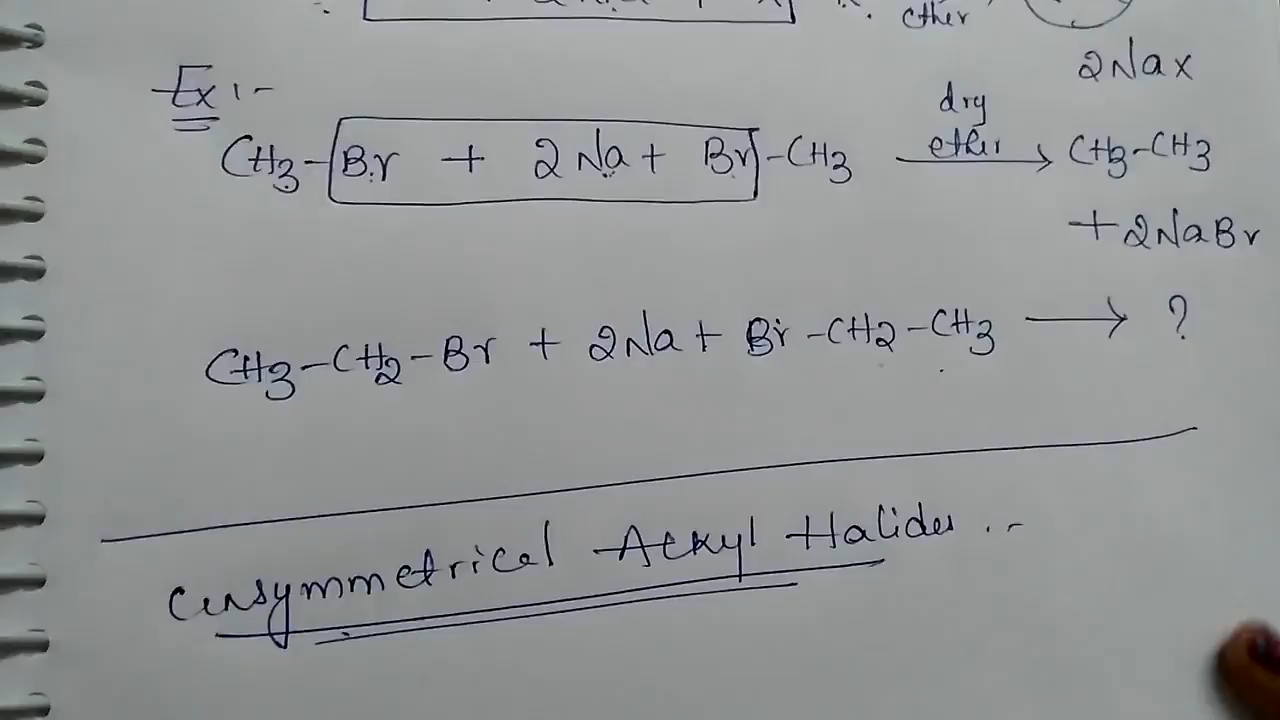 ether
2Nax
Ex :-
dry
CH3-Br + 2Na + Br-CH3 ether → CH3-CH3
+ 2NaBr
CH3-CH2-Br + 2Na + Br-CH2-CH3 → ?
Unsymmetrical Alkyl Halides :-